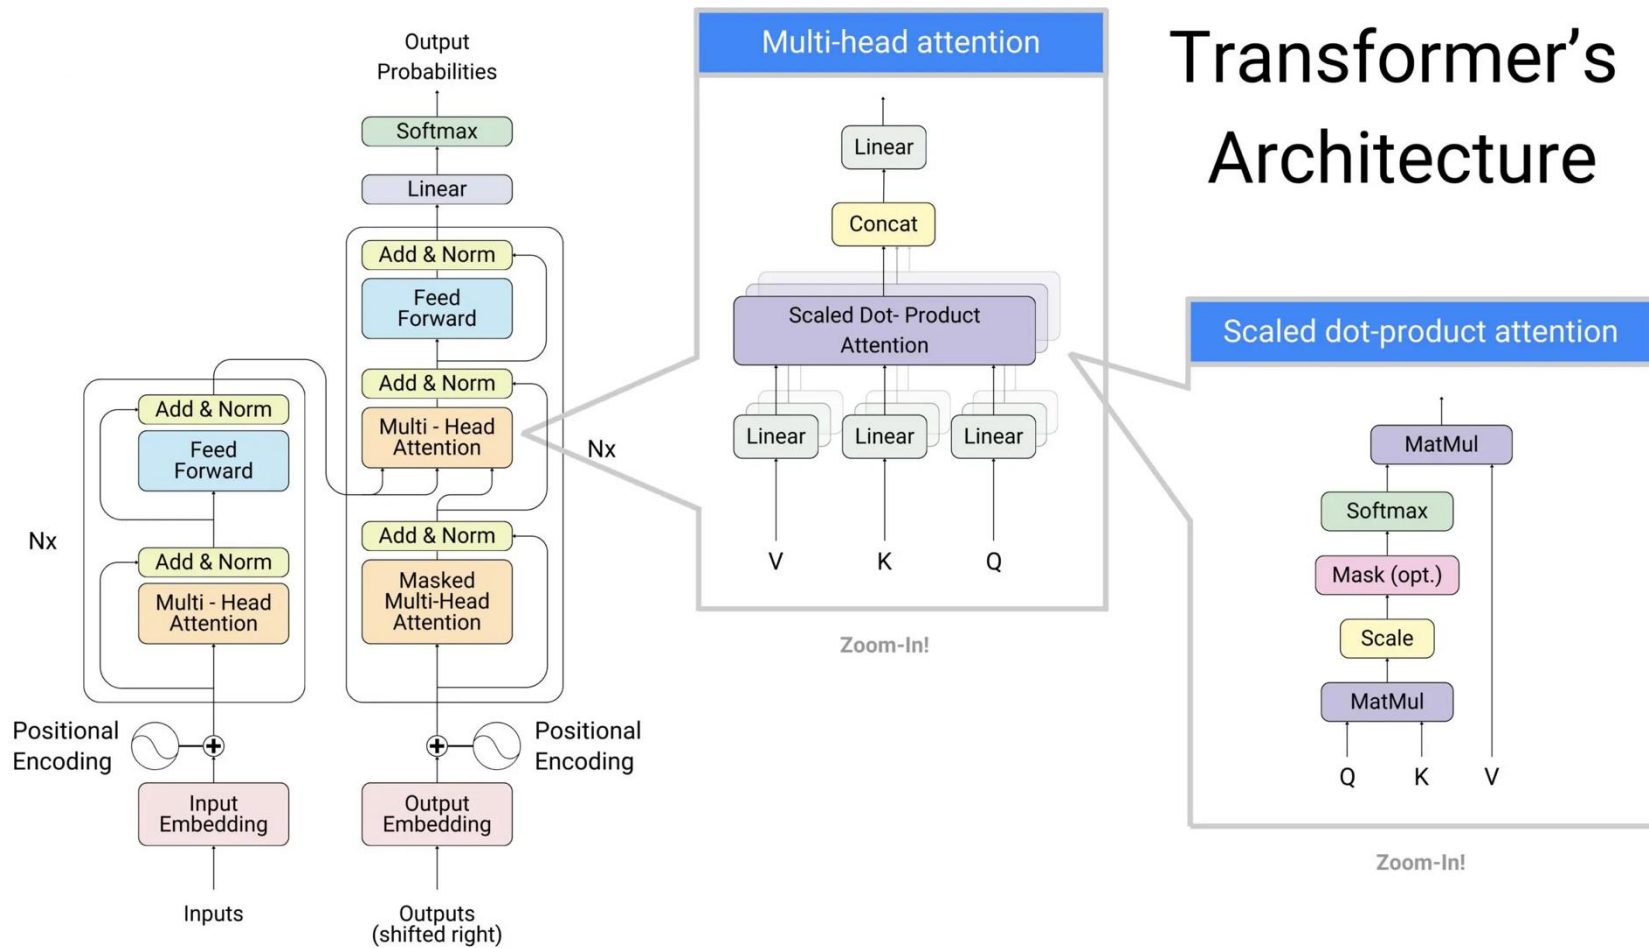 Transformer's
Architecture
Output
Probabilities
Softmax
Linear
Add & Norm
Feed
Forward
Add & Norm
Multi - Head
Attention
Nx
Add & Norm
Masked
Multi-Head
Attention
Positional
Encoding
Output
Embedding
Outputs
(shifted right)
Add & Norm
Feed
Forward
Nx
Add & Norm
Multi - Head
Attention
Positional
Encoding
Input
Embedding
Inputs
Multi-head attention
Linear
Concat
Scaled Dot- Product
Attention
Linear
Linear
Linear
V
K
Q
Zoom-In!
Scaled dot-product attention
MatMul
Softmax
Mask (opt.)
Scale
MatMul
Q
K
V
Zoom-In!